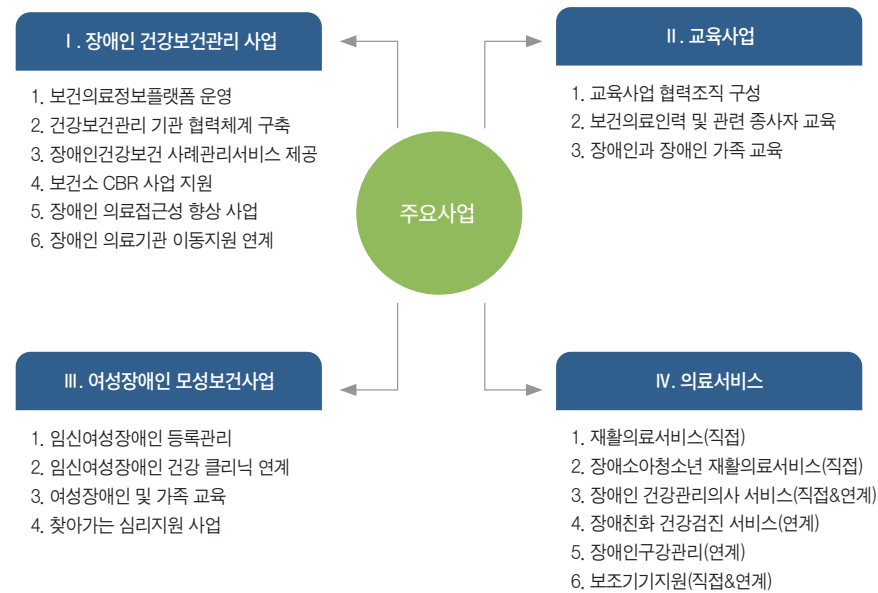 Ⅰ. 장애인 건강보건관리 사업
1. 보건의료정보플랫폼 운영
2. 건강보건관리 기관 협력체계 구축
3. 장애인건강보건 사례관리서비스 제공
4. 보건소 CBR 사업 지원
5. 장애인 의료접근성 향상 사업
6. 장애인 의료기관 이동지원 연계
Ⅱ. 교육사업
1. 교육사업 협력조직 구성
2. 보건의료인력 및 관련 종사자 교육
3. 장애인과 장애인 가족 교육
주요사업
Ⅲ. 여성장애인 모성보건사업
1. 임신여성장애인 등록관리
2. 임신여성장애인 건강 클리닉 연계
3. 여성장애인 및 가족 교육
4. 찾아가는 심리지원 사업
Ⅳ. 의료서비스
1. 재활의료서비스(직접)
2. 장애소아청소년 재활의료서비스(직접)
3. 장애인 건강관리의사 서비스(직접&연계)
4. 장애친화 건강검진 서비스(연계)
5. 장애인구강관리(연계)
6. 보조기기지원(직접&연계)